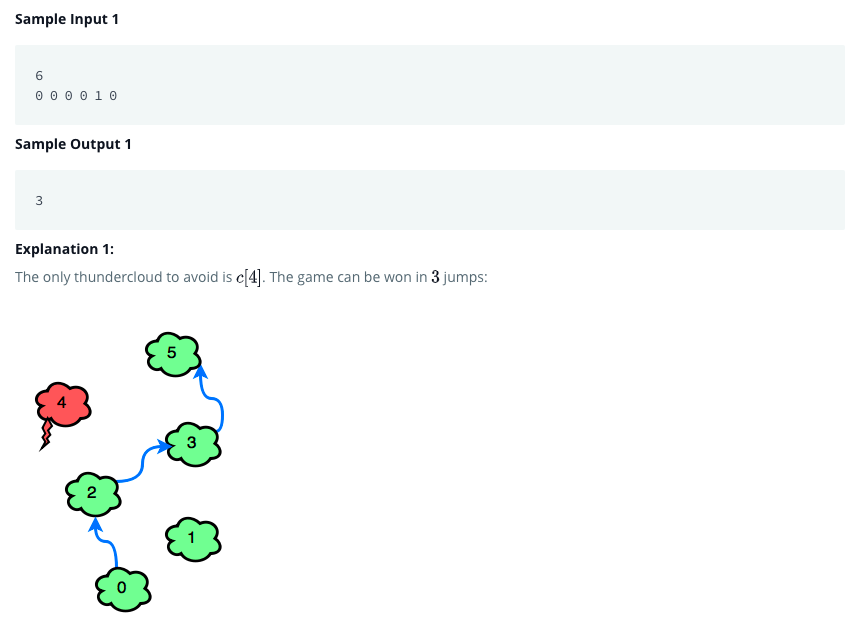 Sample Input 1
6
0 0 0 0 1 0
Sample Output 1
3
Explanation 1:
The only thundercloud to avoid is c[4]. The game can be won in 3 jumps:
5
4
3
2
1
0